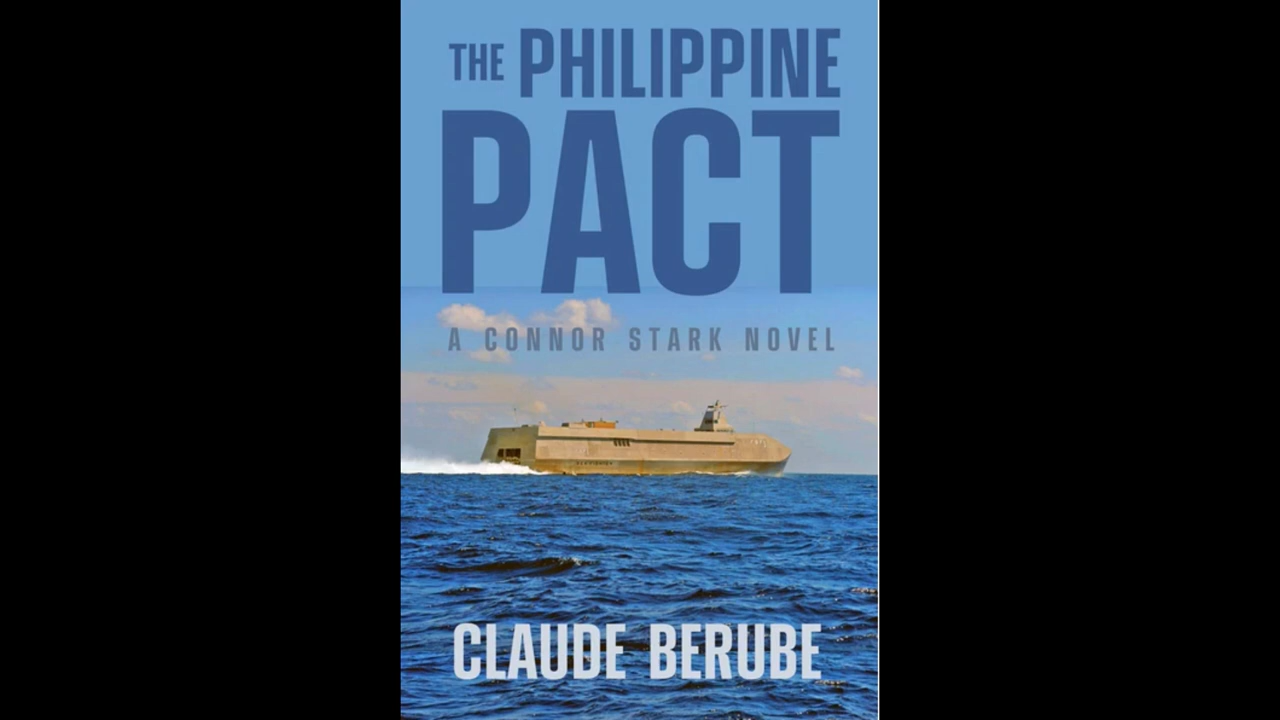 THE PHILIPPINE
PACT
A CONNOR STARK NOVEL
CLAUDE BERUBE